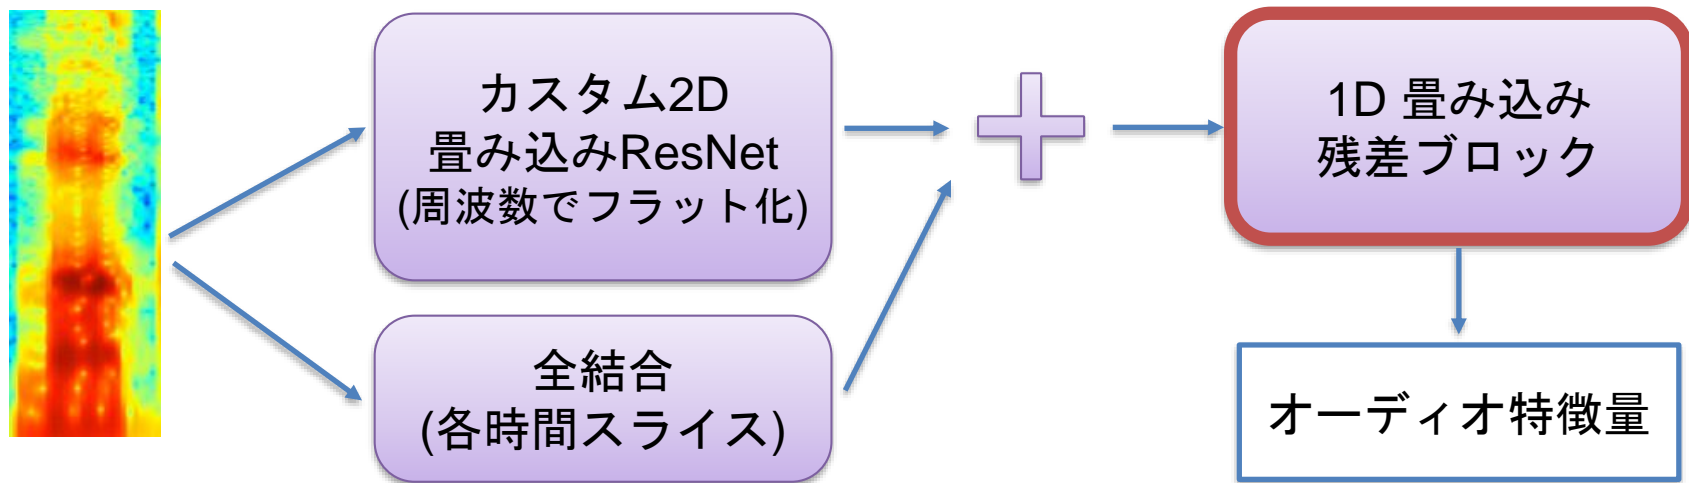 カスタム2D
畳み込みResNet
(周波数でフラット化)
全結合
(各時間スライス)
1D 畳み込み
残差ブロック
オーディオ特徴量